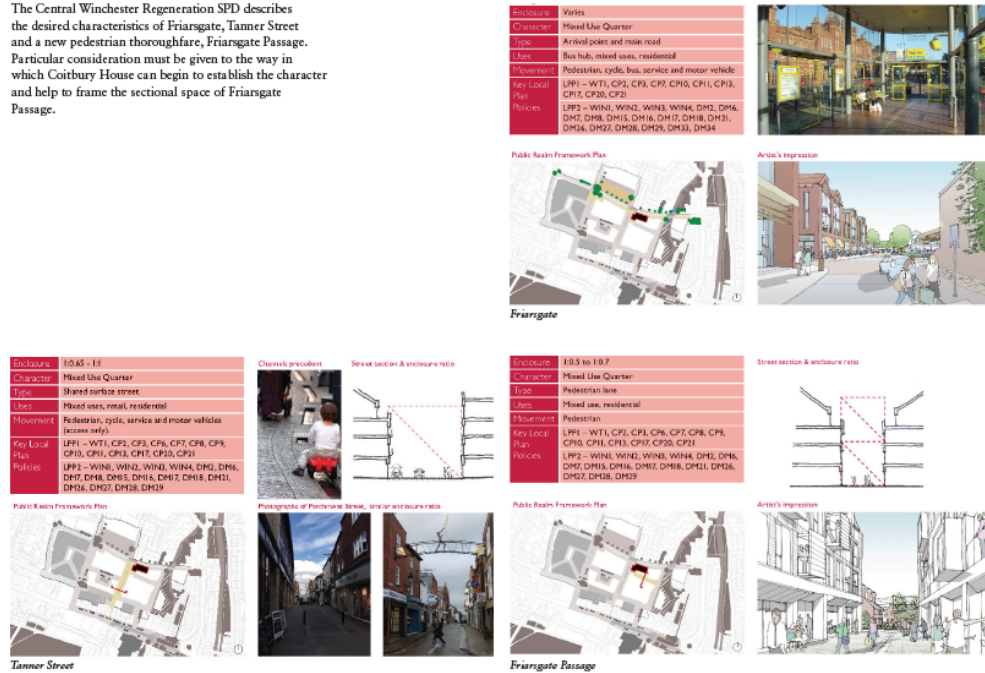 The Central Winchester Regeneration SPD describes
the desired characteristics of Friarsgate, Tanner Street
and a new pedestrian thoroughfare, Friarsgate Passage.
Particular consideration must be given to the way in
which Coitbury House can begin to establish the character
and help to frame the sectional space of Friarsgate
Passage.
Enclosure Varies
Character Mixed Use Quarter
Type Arrival point and main road
Uses Bus hub, mixed uses, residential
Movement Pedestrian, cycle, bus, service and motor vehicle
Key Local Plan Policies
LPP1 – WT1, CP2, CP3, CP7, CP10, CP11, CP13,
CP17, CP20, CP21
LPP2 – WIN1, WIN2, WIN3, WIN4, DM2, DM6,
DM7, DM8, DM15, DM16, DM17, DM18, DM21,
DM26, DM27, DM28, DM29, DM33, DM34
Public Realm Framework Plan
Artist's impression
Friarsgate
Enclosure 1:0.65 - 1:1
Character Mixed Use Quarter
Type Shared surface street
Uses Mixed uses, retail, residential
Movement Pedestrian, cycle, service and motor vehicles
(access only).
Key Local Plan Policies
LPP1 – WT1, CP2, CP3, CP6, CP7, CP8, CP9,
CP10, CP11, CP13, CP17, CP20, CP21
LPP2 – WIN1, WIN2, WIN3, WIN4, DM2, DM6,
DM7, DM8, DM15, DM16, DM17, DM18, DM21,
DM26, DM27, DM28, DM29
Channels precedent
Street section & enclosure ratio
Public Realm Framework Plan
Photographs of Parchment Street, similar enclosure ratio
Tanner Street
Enclosure 1:0.5 to 1:0.7
Character Mixed Use Quarter
Type Pedestrian lane
Uses Mixed use, residential
Movement Pedestrian
Key Local Plan Policies
LPP1 – WT1, CP2, CP3, CP6, CP7, CP8, CP9,
CP10, CP11, CP13, CP17, CP20, CP21
LPP2 – WIN1, WIN2, WIN3, WIN4, DM2, DM6,
DM7, DM15, DM16, DM17, DM18, DM21, DM26,
DM27, DM28, DM29
Street section & enclosure ratio
Public Realm Framework Plan
Artist's impression
Friarsgate Passage